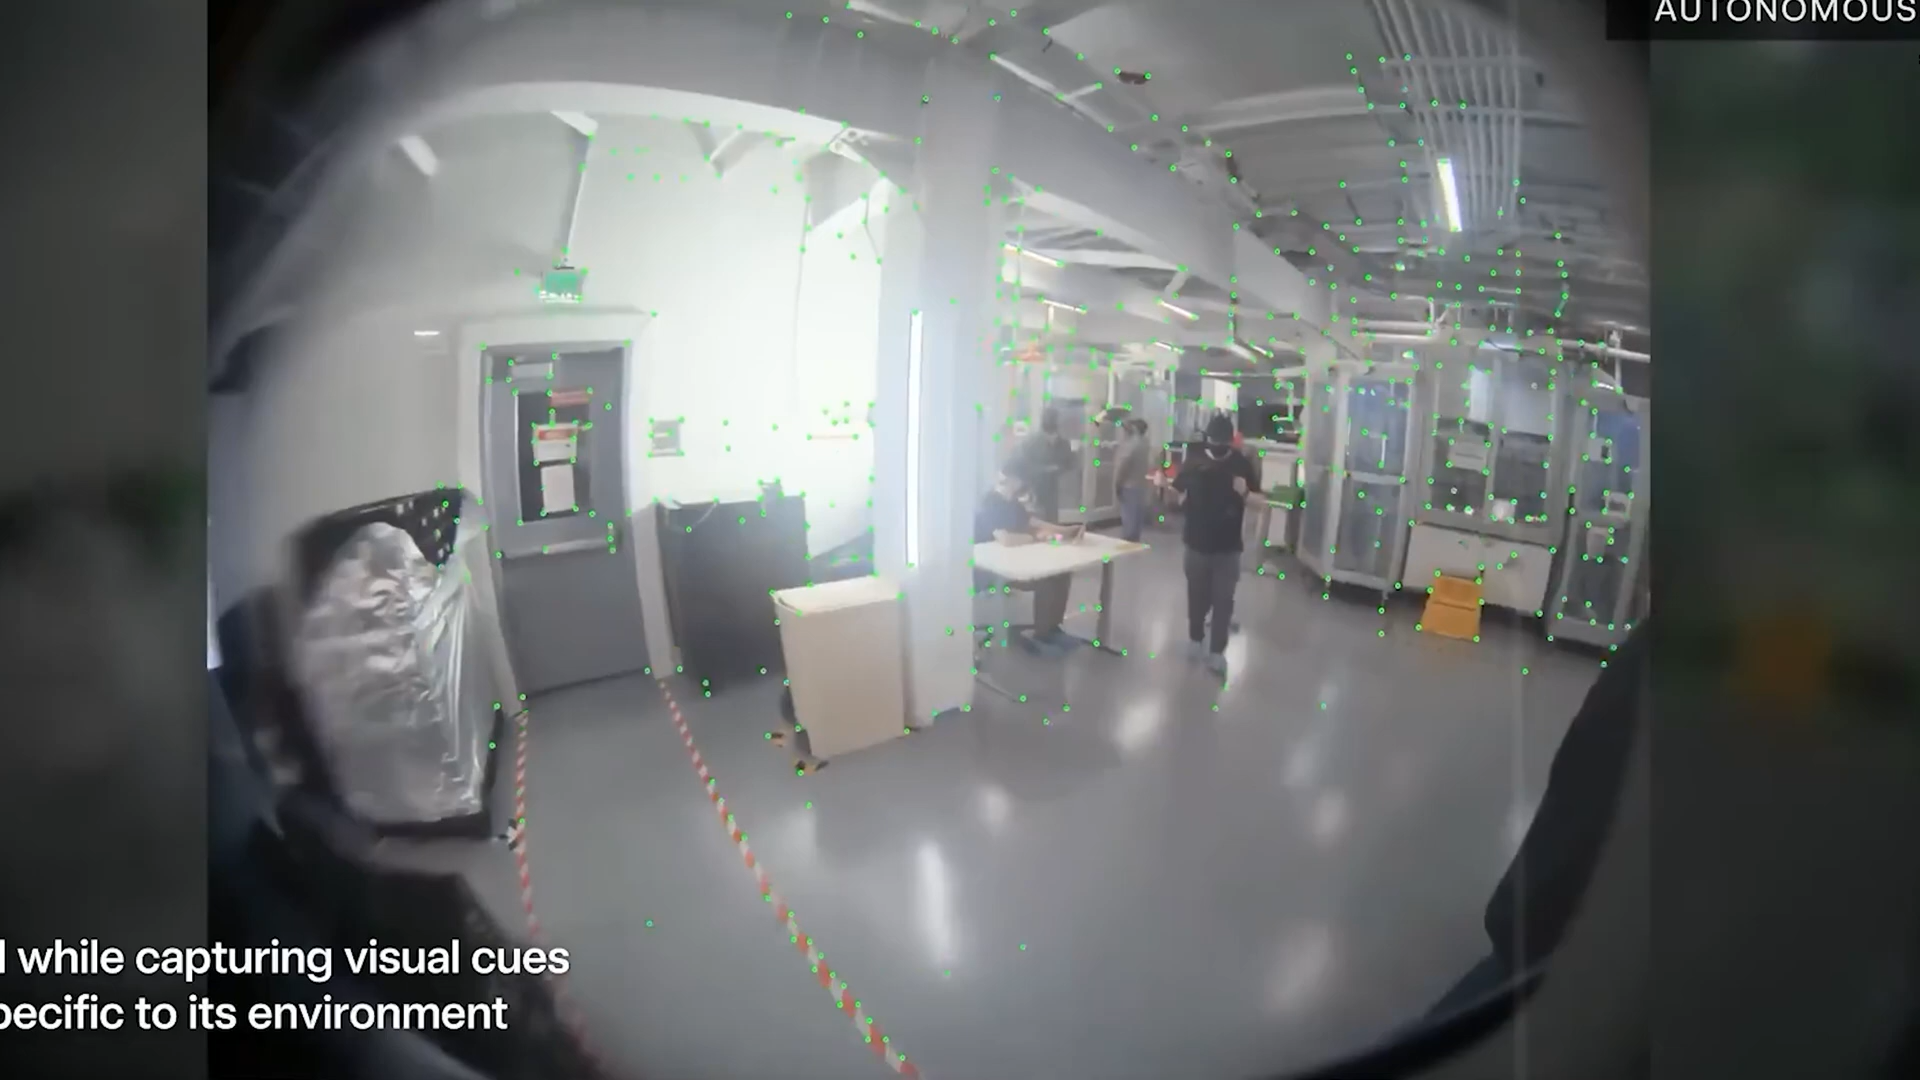 AUTONOMOUS
while capturing visual cues
pecific to its environment